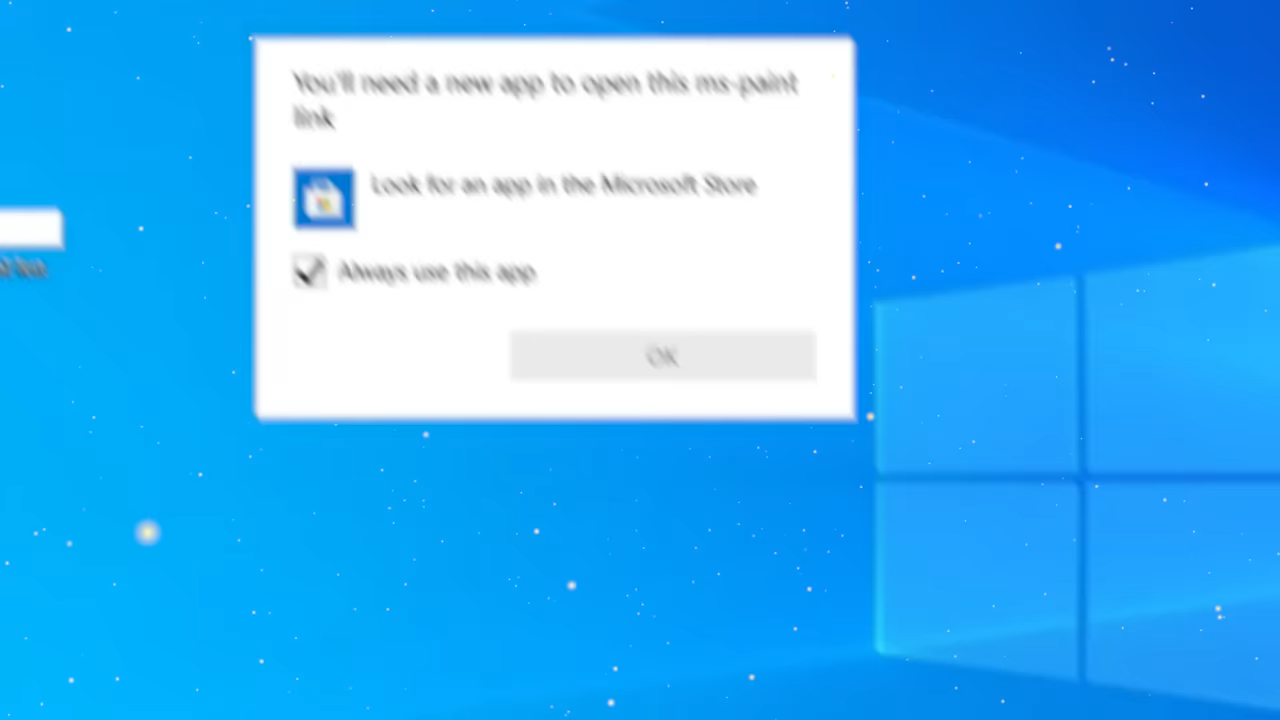 You'll need a new app to open this ms-paint
link
Look for an app in the Microsoft Store
Always use this app
OK